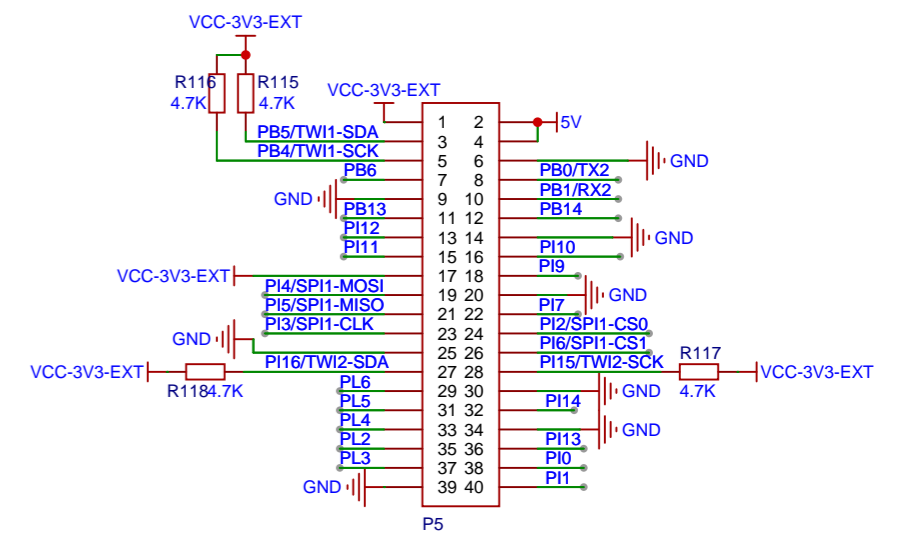 VCC-3V3-EXT
R116 R115
4.7K 4.7K
VCC-3V3-EXT
1 2 5V
PB5/TWI1-SDA 3 4
PB4/TWI1-SCK 5 6 GND
PB6 7 8 PB0/TX2
GND 9 10 PB1/RX2
PB13 11 12 PB14
PI12 13 14 GND
PI11 15 16 PI10
VCC-3V3-EXT 17 18 PI9
PI4/SPI1-MOSI 19 20 GND
PI5/SPI1-MISO 21 22 PI7
PI3/SPI1-CLK 23 24 PI2/SPI1-CS0
GND 25 26 PI6/SPI1-CS1
VCC-3V3-EXT R118 4.7K PI16/TWI2-SDA 27 28 PI15/TWI2-SCK R117 4.7K VCC-3V3-EXT
PL6 29 30 GND
PL5 31 32 PI14
PL4 33 34 GND
PL2 35 36 PI13
PL3 37 38 PI0
GND 39 40 PI1
P5